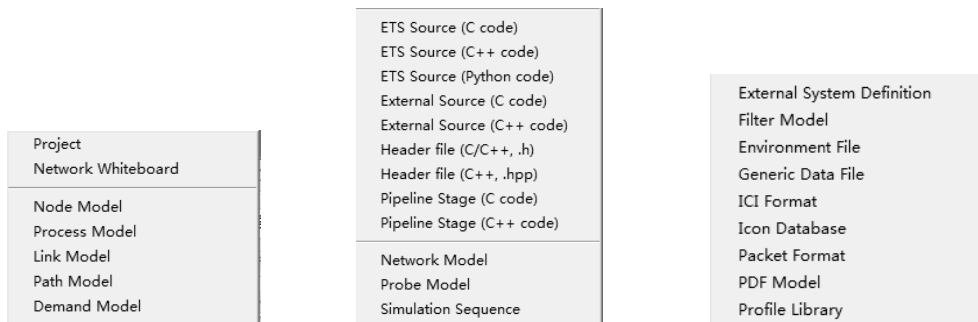 Project
Network Whiteboard
Node Model
Process Model
Link Model
Path Model
Demand Model
ETS Source (C code)
ETS Source (C++ code)
ETS Source (Python code)
External Source (C code)
External Source (C++ code)
Header file (C/C++, .h)
Header file (C++, .hpp)
Pipeline Stage (C code)
Pipeline Stage (C++ code)
Network Model
Probe Model
Simulation Sequence
External System Definition
Filter Model
Environment File
Generic Data File
ICI Format
Icon Database
Packet Format
PDF Model
Profile Library